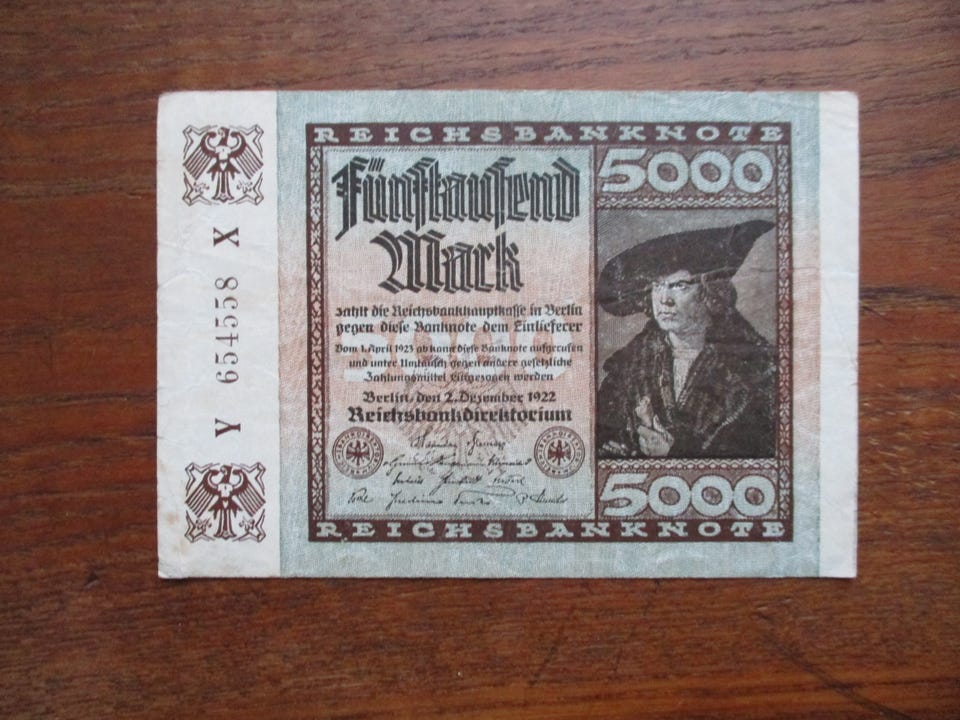 REICHSBANKNOTE
Fünftausend
Mark
zahlt die Reichsbankhauptkasse in Berlin
gegen diese Banknote dem Einlieferer
Vom 1. April 1923 ab kann diese Banknote aufgerufen
und unter Umtausch gegen andere gesetzliche
Zahlungsmittel eingezogen werden
Berlin, den 2. Dezember 1922
Reichsbankdirektorium
5000
5000
REICHSBANKNOTE
Y 654558 X